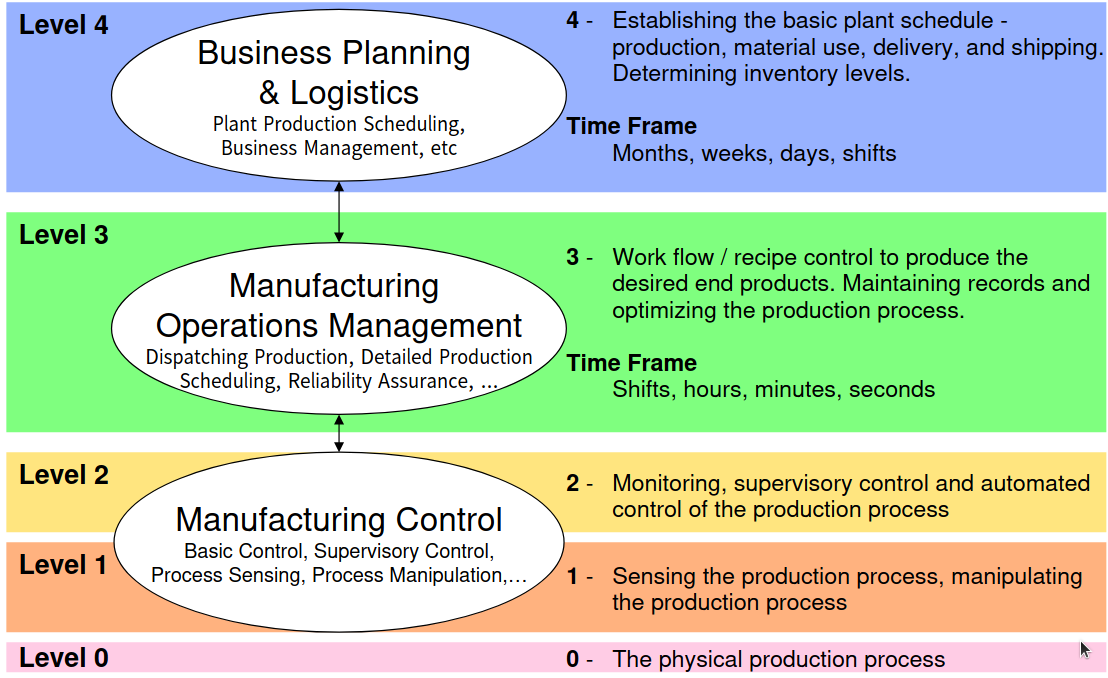 Level 4
Business Planning
& Logistics
Plant Production Scheduling,
Business Management, etc
4 - Establishing the basic plant schedule -
production, material use, delivery, and shipping.
Determining inventory levels.
Time Frame
Months, weeks, days, shifts
Level 3
Manufacturing
Operations Management
Dispatching Production, Detailed Production
Scheduling, Reliability Assurance, ...
3 - Work flow / recipe control to produce the
desired end products. Maintaining records and
optimizing the production process.
Time Frame
Shifts, hours, minutes, seconds
Level 2
Manufacturing Control
Basic Control, Supervisory Control,
Process Sensing, Process Manipulation,...
2 - Monitoring, supervisory control and automated
control of the production process
Level 1
1 - Sensing the production process, manipulating
the production process
Level 0
0 - The physical production process